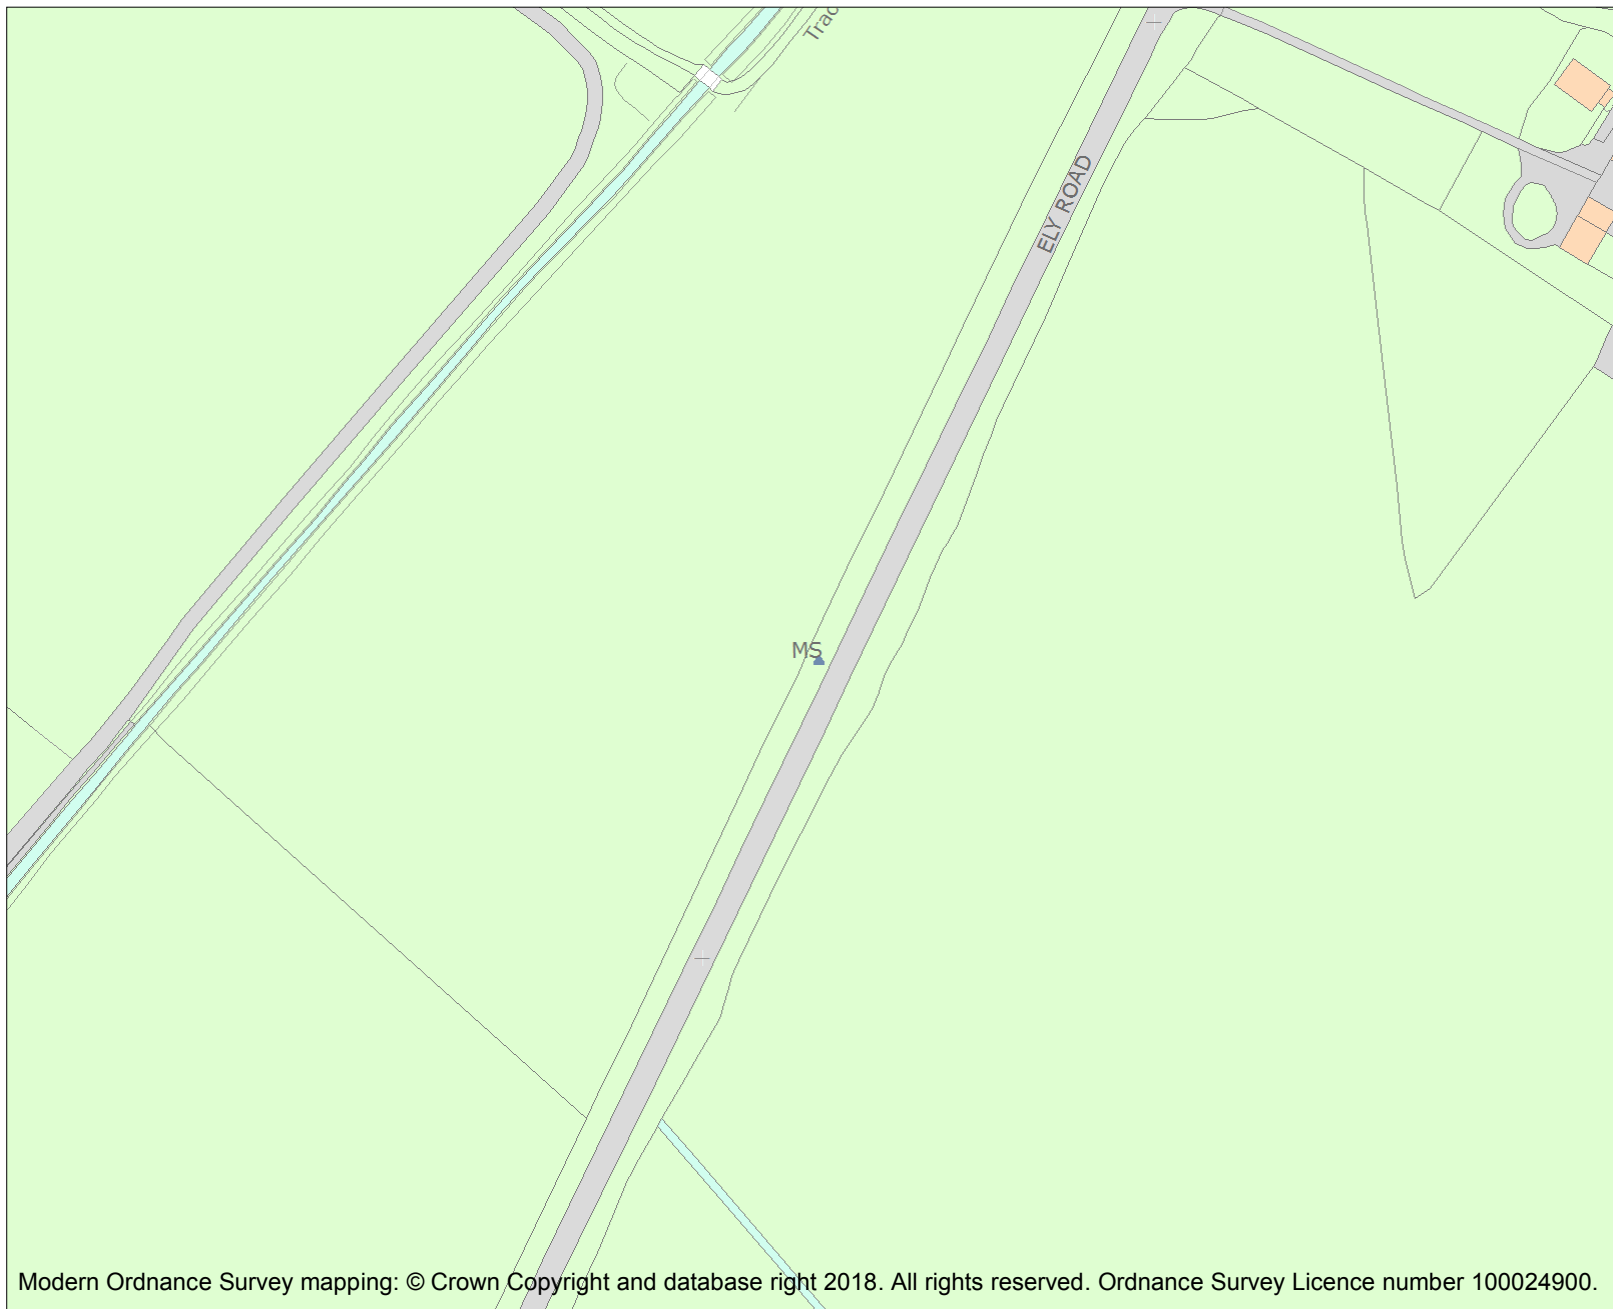 Trac
ELY ROAD
MS
Modern Ordnance Survey mapping: © Crown Copyright and database right 2018. All rights reserved. Ordnance Survey Licence number 100024900.